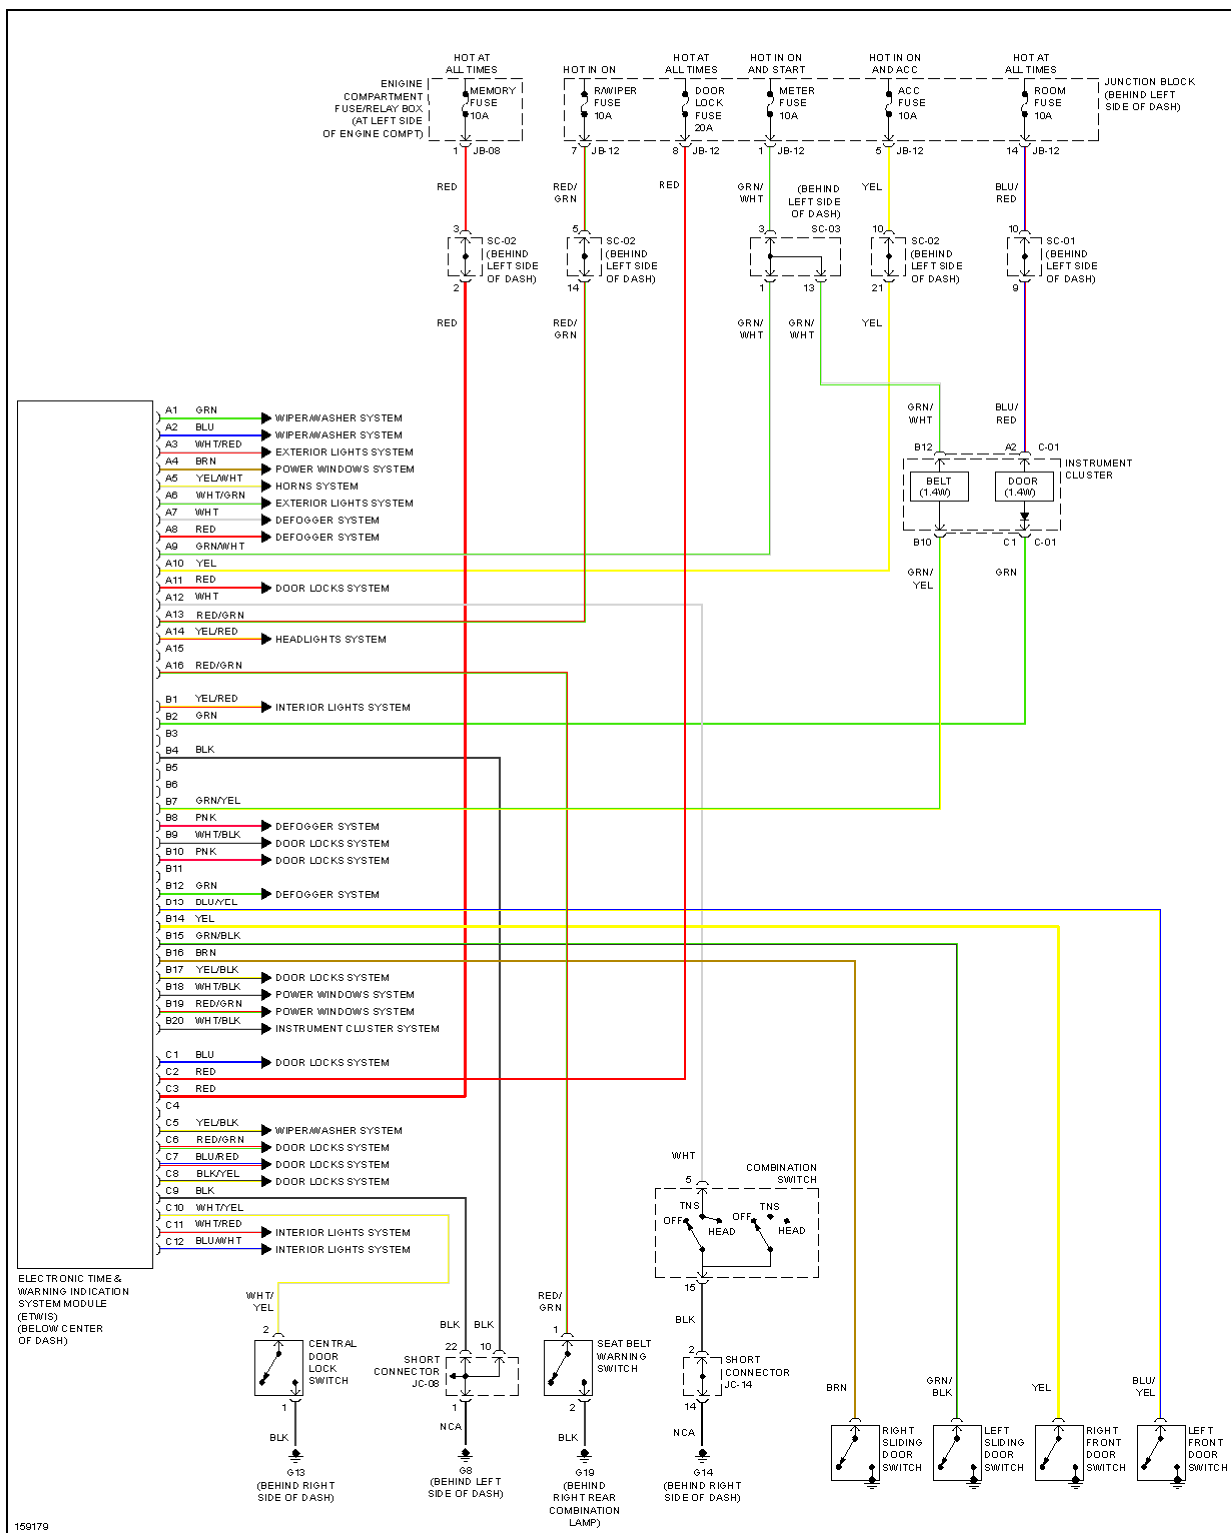 HOT AT
ALL TIMES
HOT IN ON
HOT AT
ALL TIMES
HOT IN ON
AND START
HOT IN ON
AND ACC
HOT AT
ALL TIMES
ENGINE
COMPARTMENT
FUSE/RELAY BOX
(AT LEFT SIDE
OF ENGINE COMPT)
MEMORY
FUSE
10A
R/WIPER
FUSE
10A
DOOR
LOCK
FUSE
20A
METER
FUSE
10A
ACC
FUSE
10A
ROOM
FUSE
10A
JUNCTION BLOCK
(BEHIND LEFT
SIDE OF DASH)
1 JB-08
7 JB-12
8 JB-12
1 JB-12
5 JB-12
14 JB-12
RED
RED/
GRN
RED
GRN/
WHT
(BEHIND
LEFT SIDE
OF DASH)
YEL
BLU/
RED
3
SC-02
(BEHIND
LEFT SIDE
OF DASH)
2
5
SC-02
(BEHIND
LEFT SIDE
OF DASH)
14
3
SC-03
1
13
10
SC-02
(BEHIND
LEFT SIDE
OF DASH)
21
10
SC-01
(BEHIND
LEFT SIDE
OF DASH)
9
RED
RED/
GRN
GRN/
WHT
GRN/
WHT
YEL
GRN/
WHT
BLU/
RED
B12
A2 C-01
INSTRUMENT
CLUSTER
BELT
(1.4W)
DOOR
(1.4W)
B10
C1 C-01
GRN/
YEL
GRN
A1 GRN WIPER/WASHER SYSTEM
A2 BLU WIPER/WASHER SYSTEM
A3 WHT/RED EXTERIOR LIGHTS SYSTEM
A4 BRN POWER WINDOWS SYSTEM
A5 YEL/WHT HORNS SYSTEM
A6 WHT/GRN EXTERIOR LIGHTS SYSTEM
A7 WHT DEFOGGER SYSTEM
A8 RED DEFOGGER SYSTEM
A9 GRN/WHT
A10 YEL
A11 RED DOOR LOCKS SYSTEM
A12 WHT
A13 RED/GRN
A14 YEL/RED HEADLIGHTS SYSTEM
A15
A16 RED/GRN
B1 YEL/RED INTERIOR LIGHTS SYSTEM
B2 GRN
B3
B4 BLK
B5
B6
B7 GRN/YEL
B8 PNK DEFOGGER SYSTEM
B9 WHT/BLK DOOR LOCKS SYSTEM
B10 PNK DOOR LOCKS SYSTEM
B11
B12 GRN DEFOGGER SYSTEM
B13 BLU/YEL
B14 YEL
B15 GRN/BLK
B16 BRN
B17 YEL/BLK DOOR LOCKS SYSTEM
B18 WHT/BLK POWER WINDOWS SYSTEM
B19 RED/GRN POWER WINDOWS SYSTEM
B20 WHT/BLK INSTRUMENT CLUSTER SYSTEM
C1 BLU DOOR LOCKS SYSTEM
C2 RED
C3 RED
C4
C5 YEL/BLK WIPER/WASHER SYSTEM
C6 RED/GRN DOOR LOCKS SYSTEM
C7 BLU/RED DOOR LOCKS SYSTEM
C8 BLK/YEL DOOR LOCKS SYSTEM
C9 BLK
C10 WHT/YEL
C11 WHT/RED INTERIOR LIGHTS SYSTEM
C12 BLU/WHT INTERIOR LIGHTS SYSTEM
ELECTRONIC TIME &
WARNING INDICATION
SYSTEM MODULE
(ETWIS)
(BELOW CENTER
OF DASH)
WHT
5
COMBINATION
SWITCH
TNS
OFF
HEAD
TNS
OFF
HEAD
15
WHT/
YEL
2
CENTRAL
DOOR
LOCK
SWITCH
1
BLK
G13
(BEHIND RIGHT
SIDE OF DASH)
BLK
BLK
22
10
SHORT
CONNECTOR
JC-08
1
NCA
G8
(BEHIND LEFT
SIDE OF DASH)
RED/
GRN
1
SEAT BELT
WARNING
SWITCH
2
BLK
G19
(BEHIND
RIGHT REAR
COMBINATION
LAMP)
BLK
2
SHORT
CONNECTOR
JC-14
14
NCA
G14
(BEHIND RIGHT
SIDE OF DASH)
BRN
RIGHT
SLIDING
DOOR
SWITCH
GRN/
BLK
LEFT
SLIDING
DOOR
SWITCH
YEL
RIGHT
FRONT
DOOR
SWITCH
BLU/
YEL
LEFT
FRONT
DOOR
SWITCH
159179